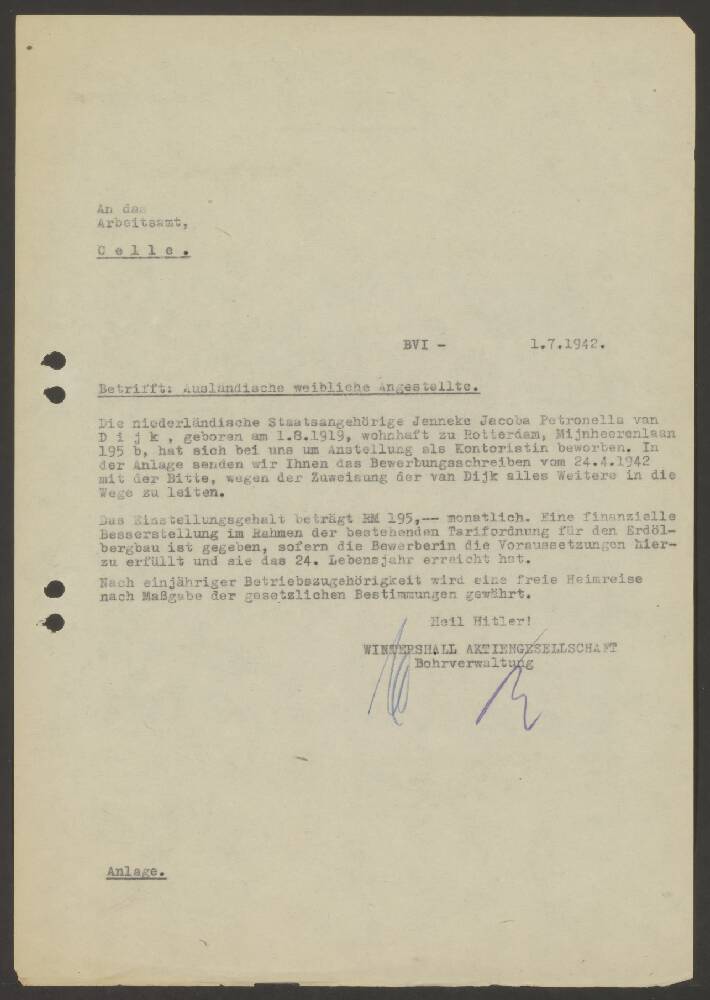 An das
Arbeitsamt,
C e l l e .
BVI -
1.7.1942.
Betrifft: Ausländische weibliche Angestellte.
Die niederländische Staatsangehörige Jenneke Jacoba Petronella van
D i j k , geboren am 1.8.1919, wohnhaft zu Rotterdam, Mijnheerenlaan
195 b, hat sich bei uns um Anstellung als Kontoristin beworben. In
der Anlage senden wir Ihnen das Bewerbungsschreiben vom 24.4.1942
mit der Bitte, wegen der Zuweisung der van Dijk alles Weitere in die
Wege zu leiten.
Das Einstellungsgehalt beträgt RM 195,-- monatlich. Eine finanzielle
Besserstellung im Rahmen der bestehenden Tarifordnung für den Erdöl-
bergbau ist gegeben, sofern die Bewerberin die Voraussetzungen hier-
zu erfüllt und sie das 24. Lebensjahr erreicht hat.
Nach einjähriger Betriebszugehörigkeit wird eine freie Heimreise
nach Maßgabe der gesetzlichen Bestimmungen gewährt.
Heil Hitler!
WINTERSHALL AKTIENGESELLSCHAFT
Bohrverwaltung
Anlage.